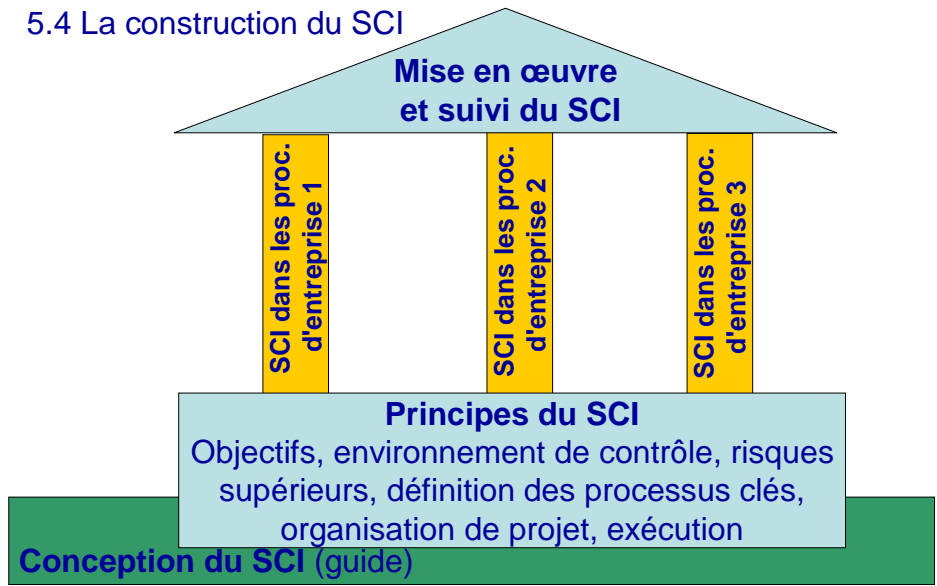 5.4 La construction du SCI
Mise en œuvre
et suivi du SCI
SCI dans les proc.
d'entreprise 1
SCI dans les proc.
d'entreprise 2
SCI dans les proc.
d'entreprise 3
Principes du SCI
Objectifs, environnement de contrôle, risques
supérieurs, définition des processus clés,
organisation de projet, exécution
Conception du SCI (guide)